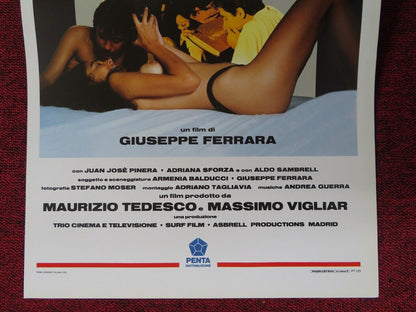 un film di
GIUSEPPE FERRARA
con JUAN JOSÈ PINERA • ADRIANA SFORZA • e con ALDO SAMBRELL
soggetto e sceneggiatura ARMENIA BALDUCCI • GIUSEPPE FERRARA
fotografia STEFANO MOSER montaggio ADRIANO TAGLIAVIA musiche ANDREA GUERRA
un film prodotto da
MAURIZIO TEDESCO e MASSIMO VIGLIAR
una produzione
TRIO CINEMA E TELEVISIONE • SURF FILM • ASBRELL PRODUCTIONS MADRID
PENTA
DISTRIBUZIONE